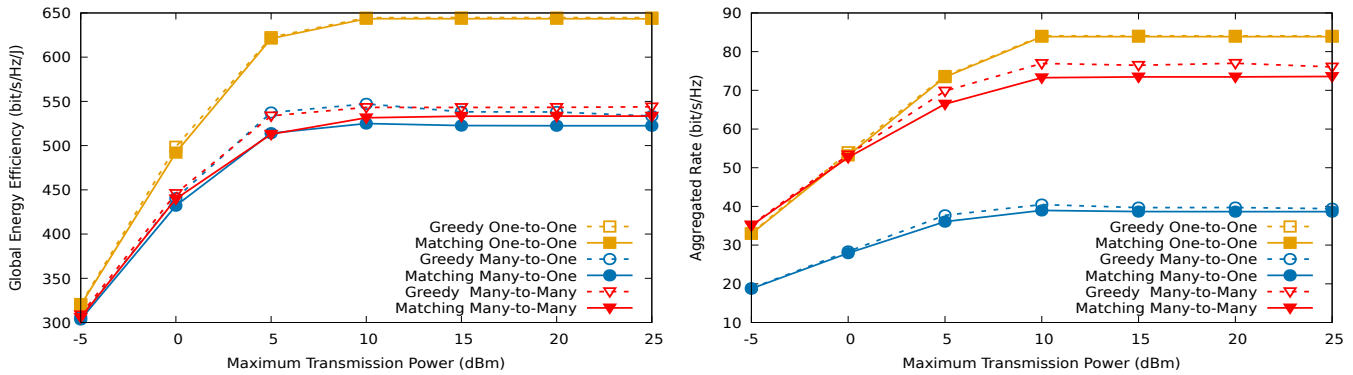 Global Energy Efficiency (bit/s/Hz/J)
650
600
550
500
450
400
350
300
-5 0 5 10 15 20 25
Maximum Transmission Power (dBm)
Greedy One-to-One
Matching One-to-One
Greedy Many-to-One
Matching Many-to-One
Greedy Many-to-Many
Matching Many-to-Many
Aggregated Rate (bit/s/Hz)
90
80
70
60
50
40
30
20
10
-5 0 5 10 15 20 25
Maximum Transmission Power (dBm)
Greedy One-to-One
Matching One-to-One
Greedy Many-to-One
Matching Many-to-One
Greedy Many-to-Many
Matching Many-to-Many